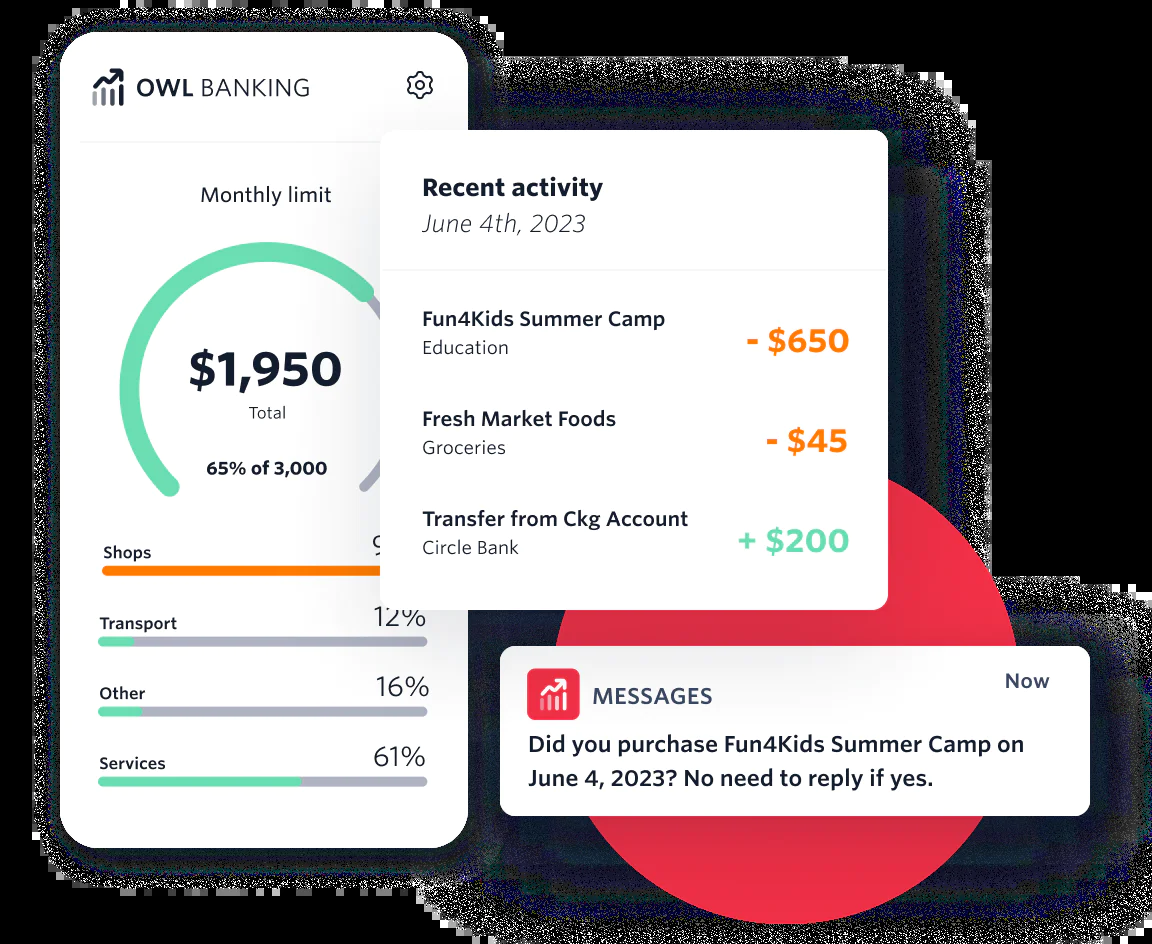 OWL BANKING
Monthly limit
$1,950
Total
65% of 3,000
Shops
Transport 12%
Other 16%
Services 61%
Recent activity
June 4th, 2023
Fun4Kids Summer Camp
Education
- $650
Fresh Market Foods
Groceries
- $45
Transfer from Ckg Account
Circle Bank
+ $200
MESSAGES
Now
Did you purchase Fun4Kids Summer Camp on
June 4, 2023? No need to reply if yes.